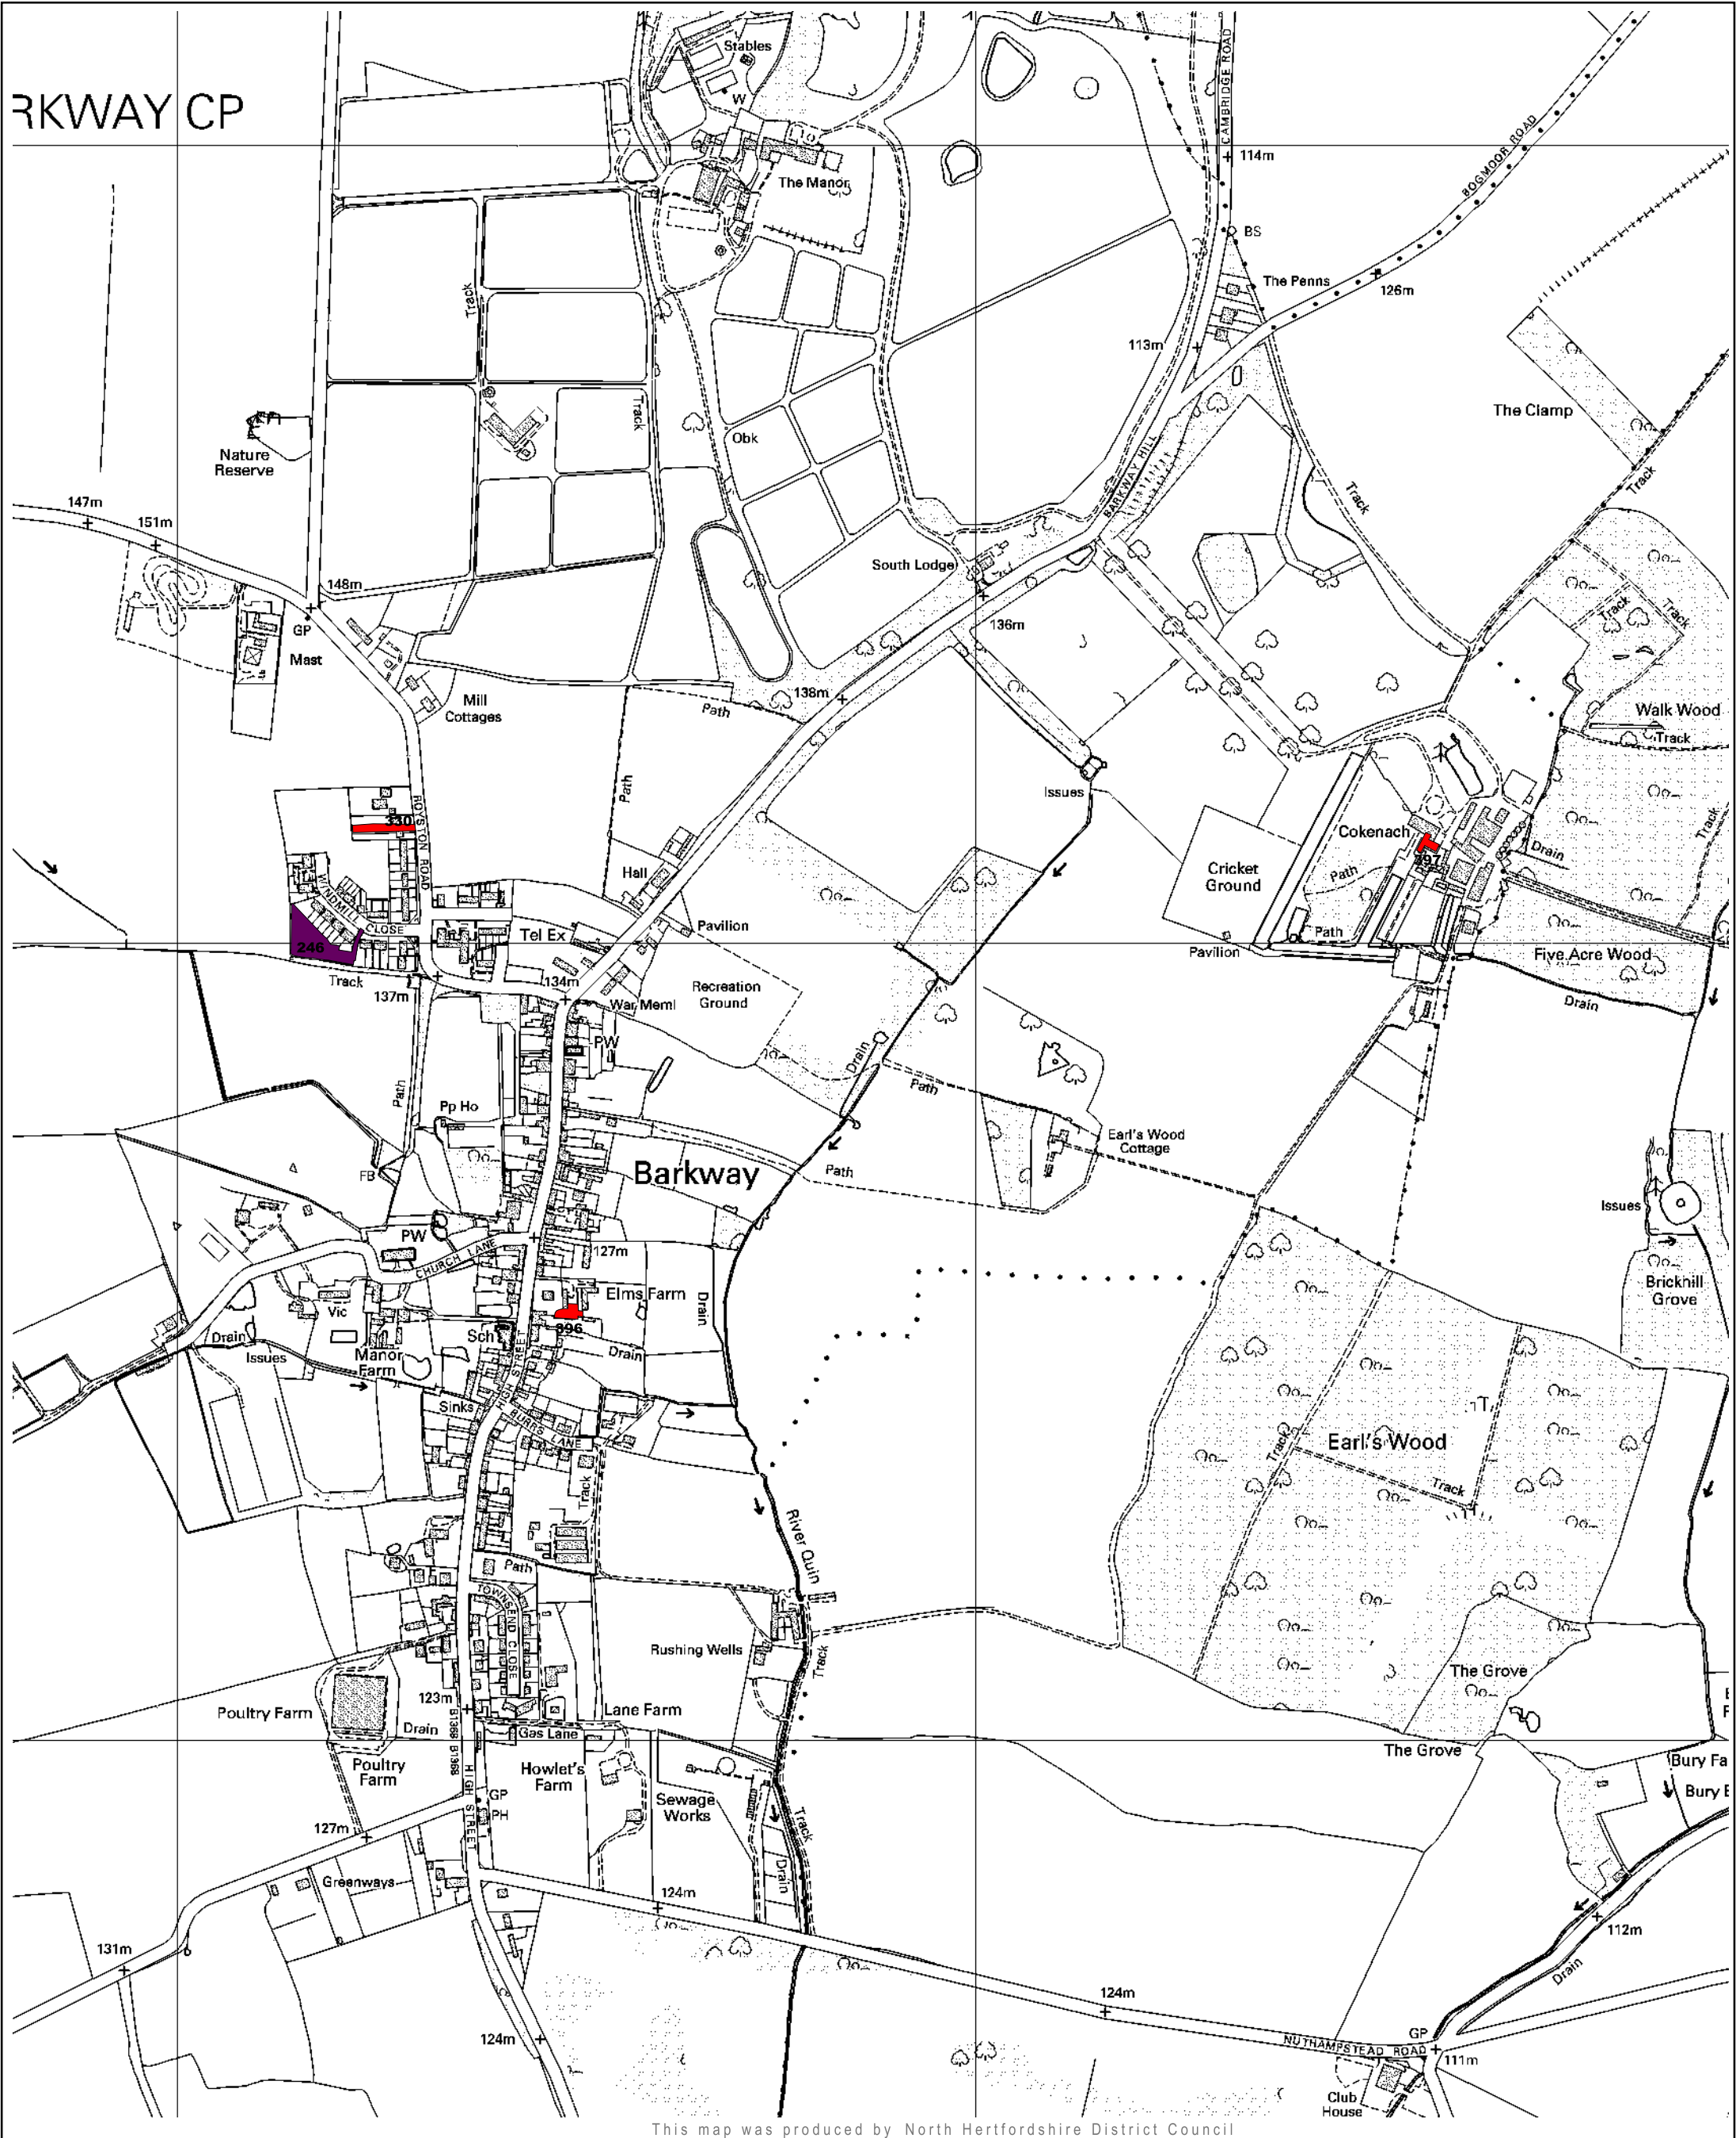 RKWAY CP
Stables
W
The Manor
CAMBRIDGE ROAD
114m
BOGMOOR ROAD
BS
The Penns
126m
113m
Track
Track
Obk
The Clamp
Nature
Reserve
BARKWAY HILL
Track
Track
147m
151m
148m
South Lodge
136m
Track
Track
GP
Mast
Mill
Cottages
138m
Path
Walk Wood
Track
Path
Issues
ROYSTON ROAD
330
Cokenach
397
Drain
Track
Hall
Cricket
Ground
Path
WINDMILL
CLOSE
246
Tel Ex
Pavilion
Path
Pavilion
Five Acre Wood
Track
137m
134m
War Meml
Recreation
Ground
Drain
PW
Drain
Path
Path
Pp Ho
Earl's Wood
Cottage
FB
Barkway
Path
Issues
PW
CHURCH LANE
127m
Brickhill
Grove
Vic
Elms Farm
Drain
396
Sch
Drain
Issues
Manor
Farm
Drain
HIGH STREET
Sinks
BURRS LANE
Track
Earl's Wood
Track
Track
River Quin
Path
TOWNSEND CLOSE
Rushing Wells
Track
The Grove
Poultry Farm
123m
Lane Farm
Drain
B1368 B1368
Gas Lane
The Grove
Poultry
Farm
Howlet's
Farm
Bury Fa
Bury
HIGH STREET
GP
PH
Sewage
Works
Track
127m
Drain
Greenways
124m
112m
131m
Drain
124m
124m
NUTHAMPSTEAD ROAD
GP
111m
Club
House
This map was produced by North Hertfordshire District Council